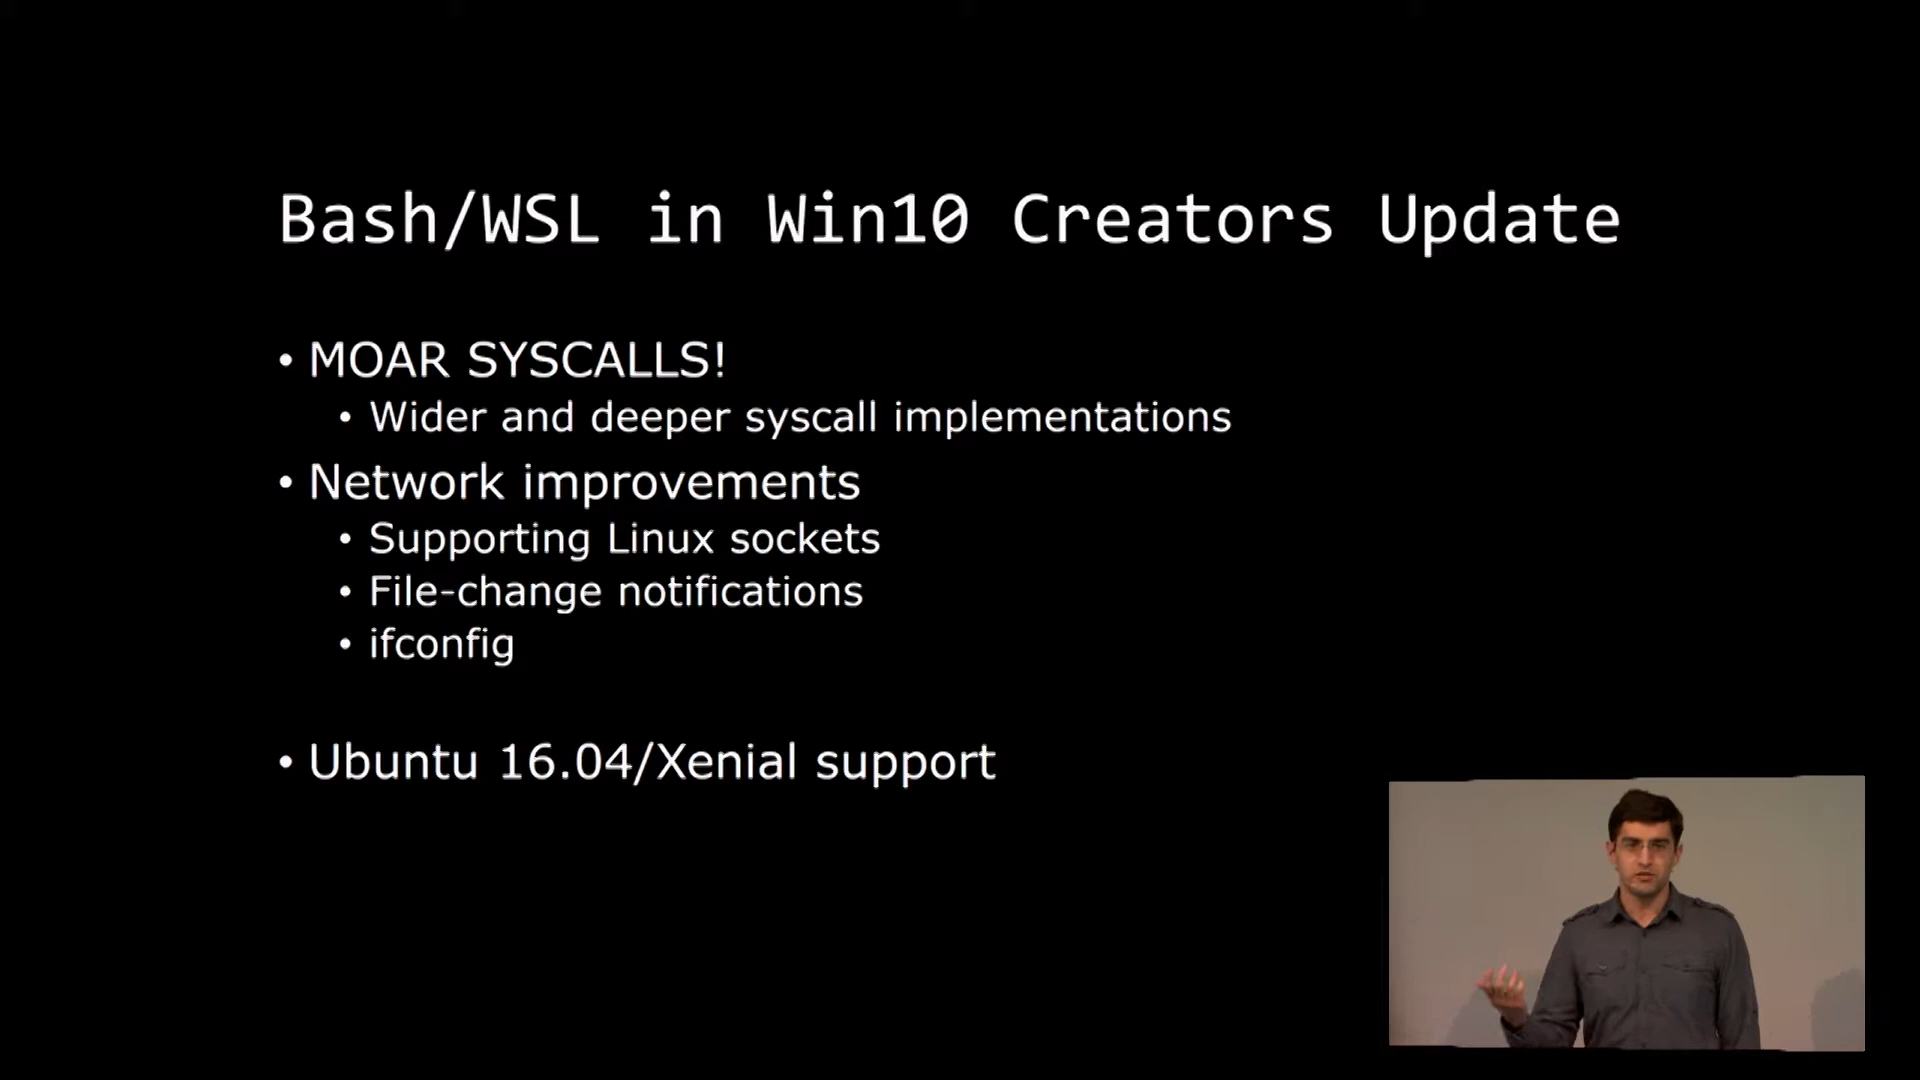 Bash/WSL in Win10 Creators Update
• MOAR SYSCALLS!
• Wider and deeper syscall implementations
• Network improvements
• Supporting Linux sockets
• File-change notifications
• ifconfig
• Ubuntu 16.04/Xenial support